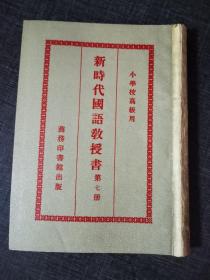 小學校高級用
新時代國語教授書 第七册
商務印書館出版